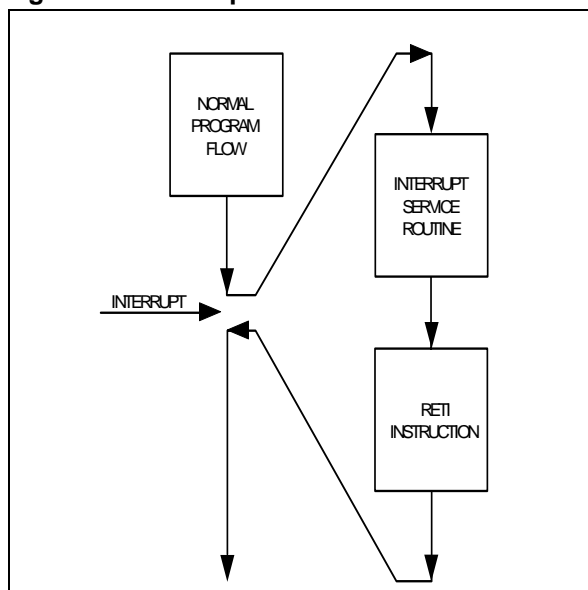 NORMAL
PROGRAM
FLOW
INTERRUPT
SERVICE
ROUTINE
INTERRUPT
RETI
INSTRUCTION